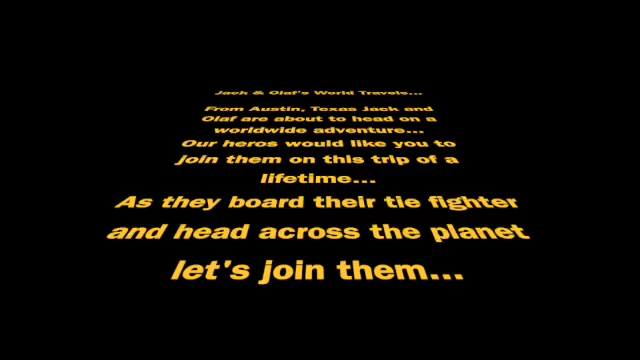 Jack & Olaf's World Travels...
From Austin, Texas Jack and
Olaf are about to head on a
worldwide adventure...
Our heros would like you to
join them on this trip of a
lifetime...
As they board their tie fighter
and head across the planet
let's join them...